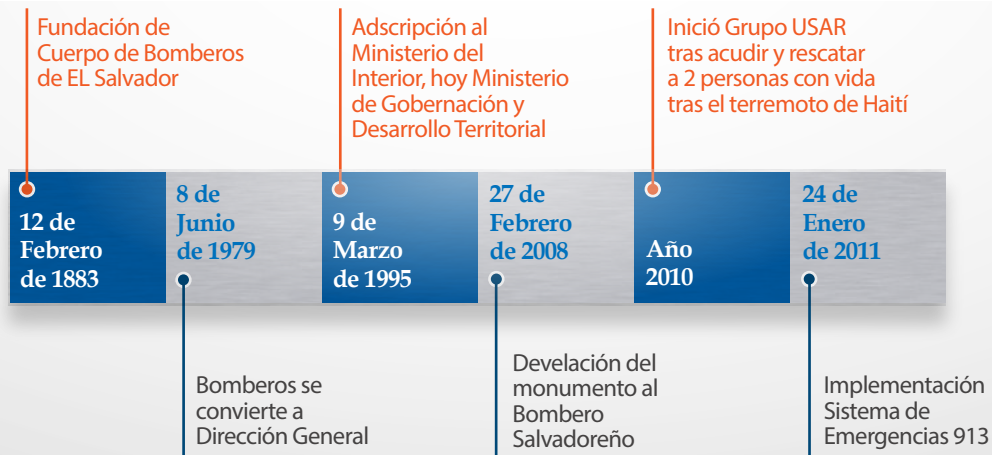 Fundación de
Cuerpo de Bomberos
de EL Salvador
Adscripción al
Ministerio del
Interior, hoy Ministerio
de Gobernación y
Desarrollo Territorial
Inició Grupo USAR
tras acudir y rescatar
a 2 personas con vida
tras el terremoto de Haití
12 de
Febrero
de 1883
8 de
Junio
de 1979
9 de
Marzo
de 1995
27 de
Febrero
de 2008
Año
2010
24 de
Enero
de 2011
Bomberos se
convierte a
Dirección General
Develación del
monumento al
Bombero
Salvadoreño
Implementación
Sistema de
Emergencias 913